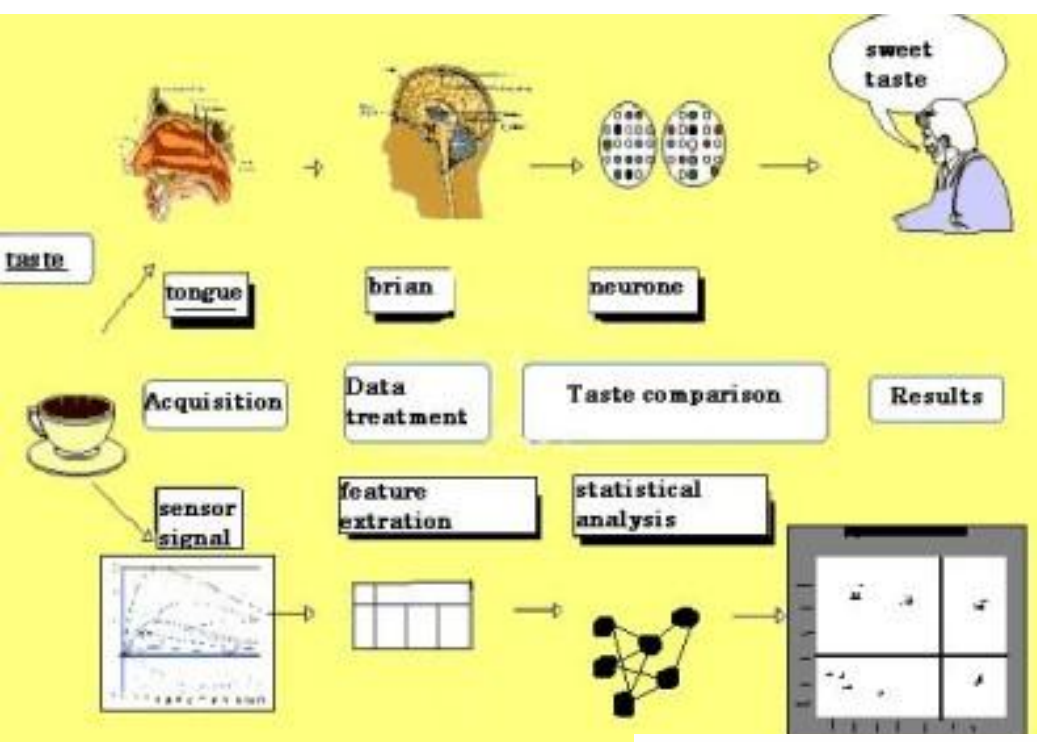 sweet
taste
taste
tongue
brian
neurone
Acquisition
Data
treatment
Taste comparison
Results
sensor
signal
feature
extration
statistical
analysis